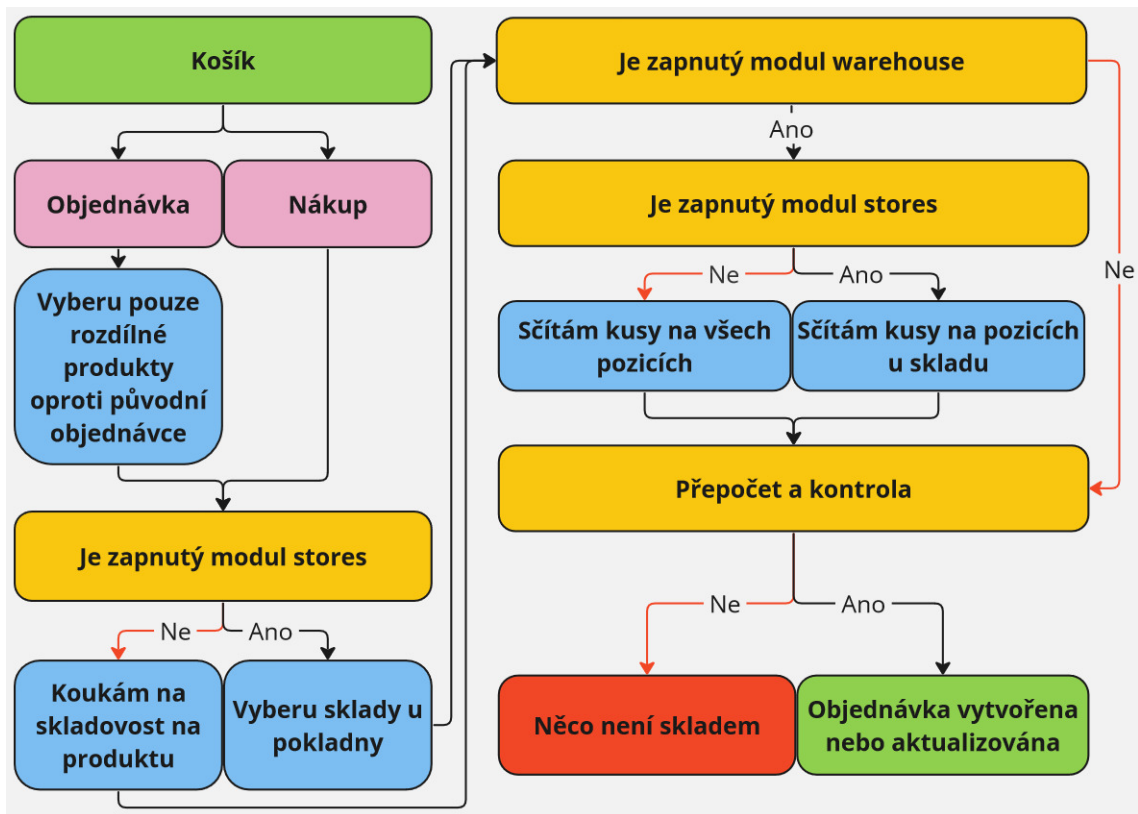 Košík
Objednávka
Nákup
Vyberu pouze
rozdílné
produkty
oproti původní
objednávce
Je zapnutý modul stores
Ne
Ano
Koukám na
skladovost na
produktu
Vyberu sklady u
pokladny
Je zapnutý modul warehouse
Ano
Je zapnutý modul stores
Ne
Ano
Ne
Sčítám kusy na všech
pozicích
Sčítám kusy na pozicích
u skladu
Přepočet a kontrola
Ne
Ano
Něco není skladem
Objednávka vytvořena
nebo aktualizována